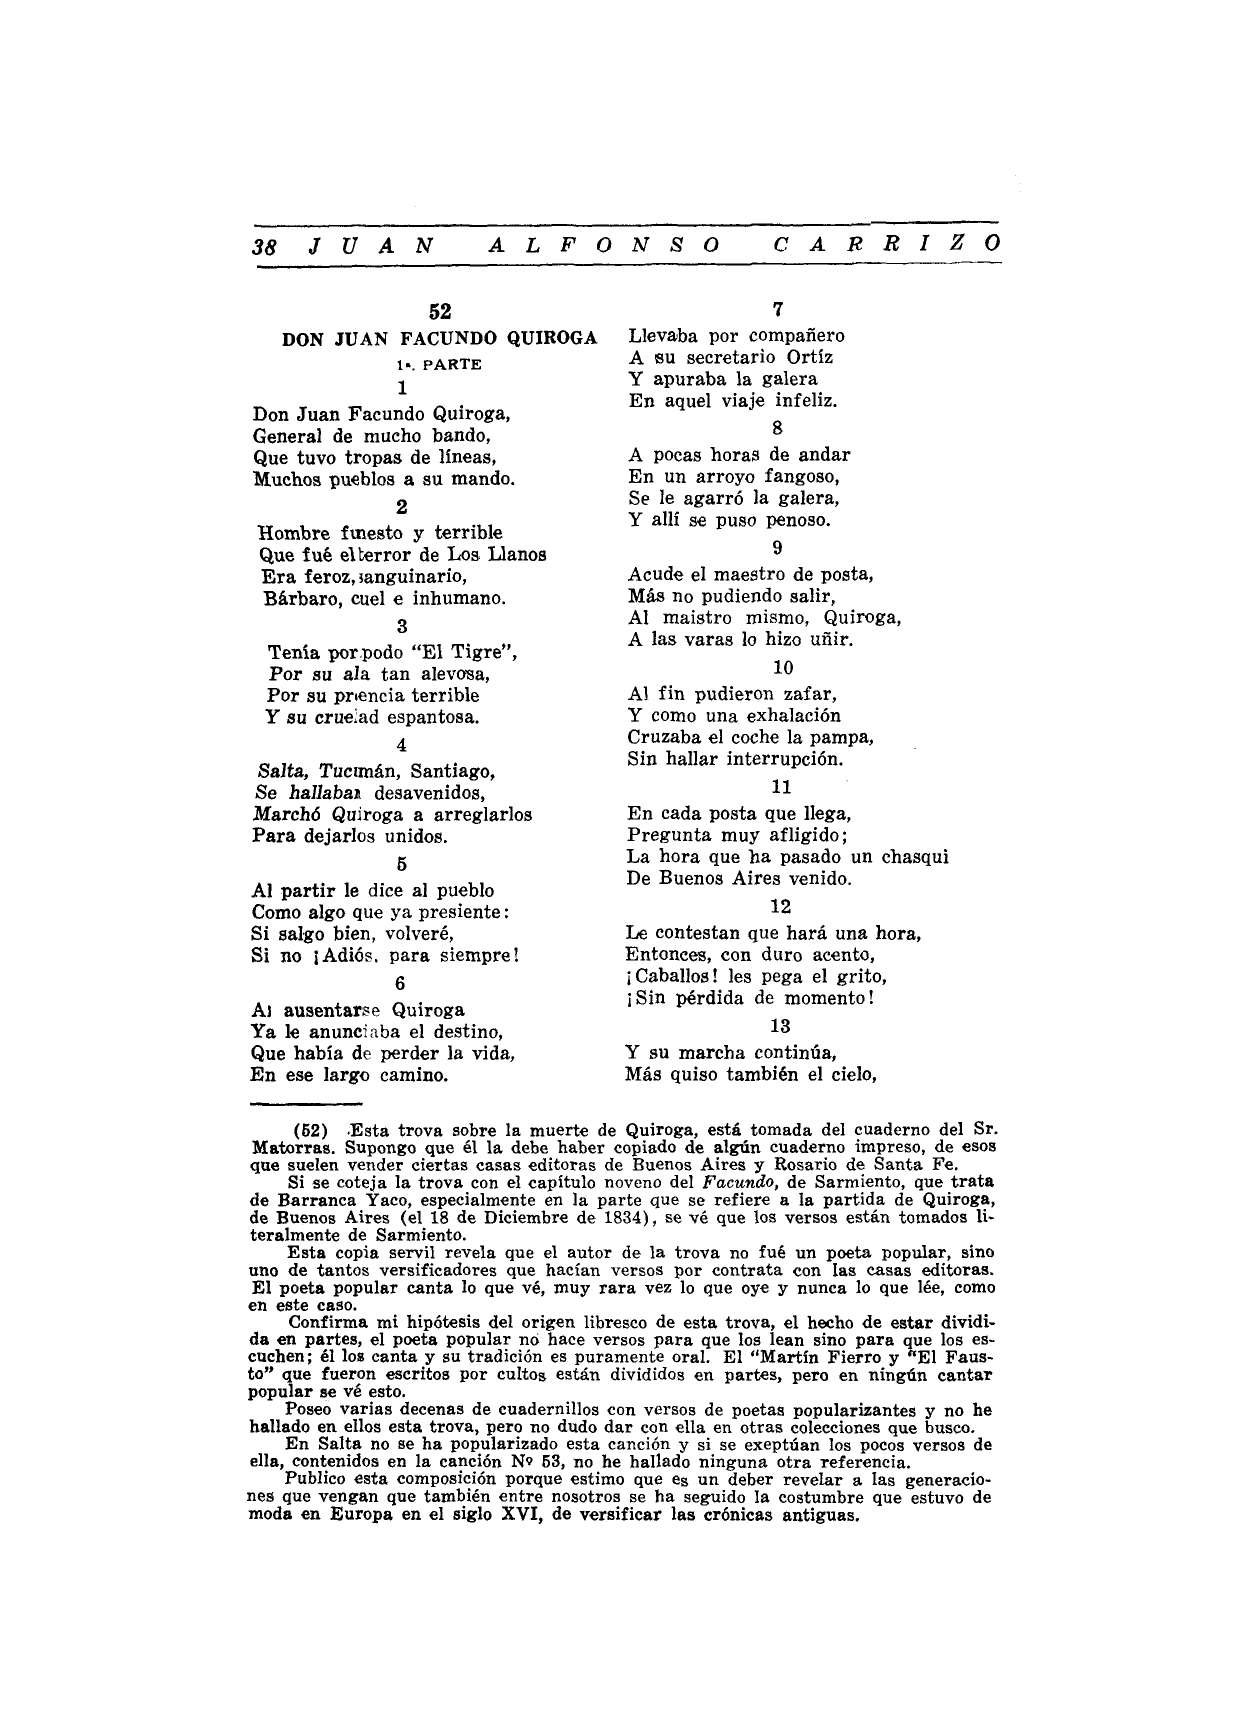 38 JUAN ALFONSO CARRIZO
52
DON JUAN FACUNDO QUIROGA
1ª. PARTE
1
Don Juan Facundo Quiroga,
General de mucho bando,
Que tuvo tropas de líneas,
Muchos pueblos a su mando.
2
Hombre funesto y terrible
Que fué el terror de Los Llanos
Era feroz, sanguinario,
Bárbaro, cuel e inhumano.
3
Tenía por podo "El Tigre",
Por su ala tan alevosa,
Por su prencia terrible
Y su cruelad espantosa.
4
Salta, Tucumán, Santiago,
Se hallaban desavenidos,
Marchó Quiroga a arreglarlos
Para dejarlos unidos.
5
Al partir le dice al pueblo
Como algo que ya presiente:
Si salgo bien, volveré,
Si no ¡Adiós, para siempre!
6
Al ausentarse Quiroga
Ya le anunciaba el destino,
Que había de perder la vida,
En ese largo camino.
7
Llevaba por compañero
A su secretario Ortíz
Y apuraba la galera
En aquel viaje infeliz.
8
A pocas horas de andar
En un arroyo fangoso,
Se le agarró la galera,
Y allí se puso penoso.
9
Acude el maestro de posta,
Más no pudiendo salir,
Al maistro mismo, Quiroga,
A las varas lo hizo uñir.
10
Al fin pudieron zafar,
Y como una exhalación
Cruzaba el coche la pampa,
Sin hallar interrupción.
11
En cada posta que llega,
Pregunta muy afligido;
La hora que ha pasado un chasqui
De Buenos Aires venido.
12
Le contestan que hará una hora,
Entonces, con duro acento,
¡Caballos! les pega el grito,
¡Sin pérdida de momento!
13
Y su marcha continúa,
Más quiso también el cielo,
(52) Esta trova sobre la muerte de Quiroga, está tomada del cuaderno del Sr.
Matorras. Supongo que él la debe haber copiado de algún cuaderno impreso, de esos
que suelen vender ciertas casas editoras de Buenos Aires y Rosario de Santa Fe.
Si se coteja la trova con el capítulo noveno del Facundo, de Sarmiento, que trata
de Barranca Yaco, especialmente en la parte que se refiere a la partida de Quiroga,
de Buenos Aires (el 18 de Diciembre de 1834), se vé que los versos están tomados li-
teralmente de Sarmiento.
Esta copia servil revela que el autor de la trova no fué un poeta popular, sino
uno de tantos versificadores que hacían versos por contrata con las casas editoras.
El poeta popular canta lo que vé, muy rara vez lo que oye y nunca lo que lée, como
en este caso.
Confirma mi hipótesis del origen libresco de esta trova, el hecho de estar dividi-
da en partes, el poeta popular no hace versos para que los lean sino para que los es-
cuchen; él los canta y su tradición es puramente oral. El "Martín Fierro y "El Faus-
to" que fueron escritos por cultos están divididos en partes, pero en ningún cantar
popular se vé esto.
Poseo varias decenas de cuadernillos con versos de poetas popularizantes y no he
hallado en ellos esta trova, pero no dudo dar con ella en otras colecciones que busco.
En Salta no se ha popularizado esta canción y si se exeptúan los pocos versos de
ella, contenidos en la canción Nº 53, no he hallado ninguna otra referencia.
Publico esta composición porque estimo que es un deber revelar a las generacio-
nes que vengan que también entre nosotros se ha seguido la costumbre que estuvo de
moda en Europa en el siglo XVI, de versificar las crónicas antiguas.